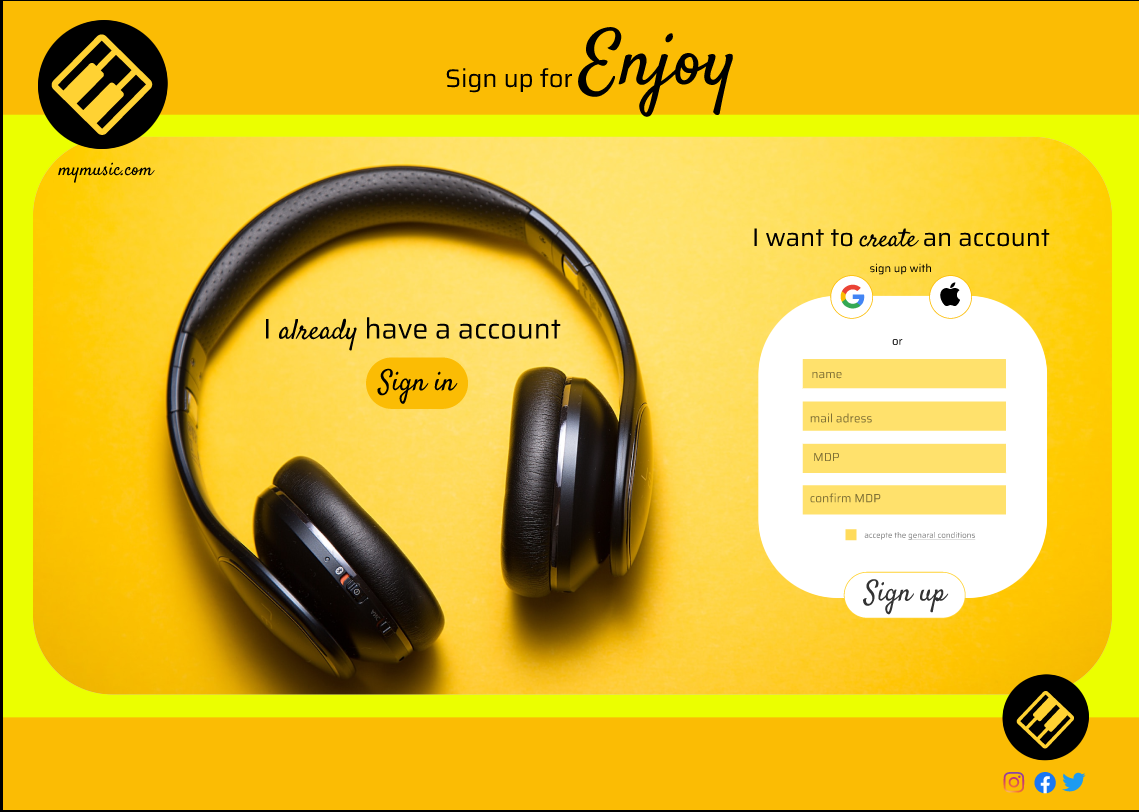 Sign up for Enjoy
mymusic.com
I already have a account
Sign in
I want to create an account
sign up with
or
name
mail adress
MDP
confirm MDP
accepte the genaral conditions
Sign up